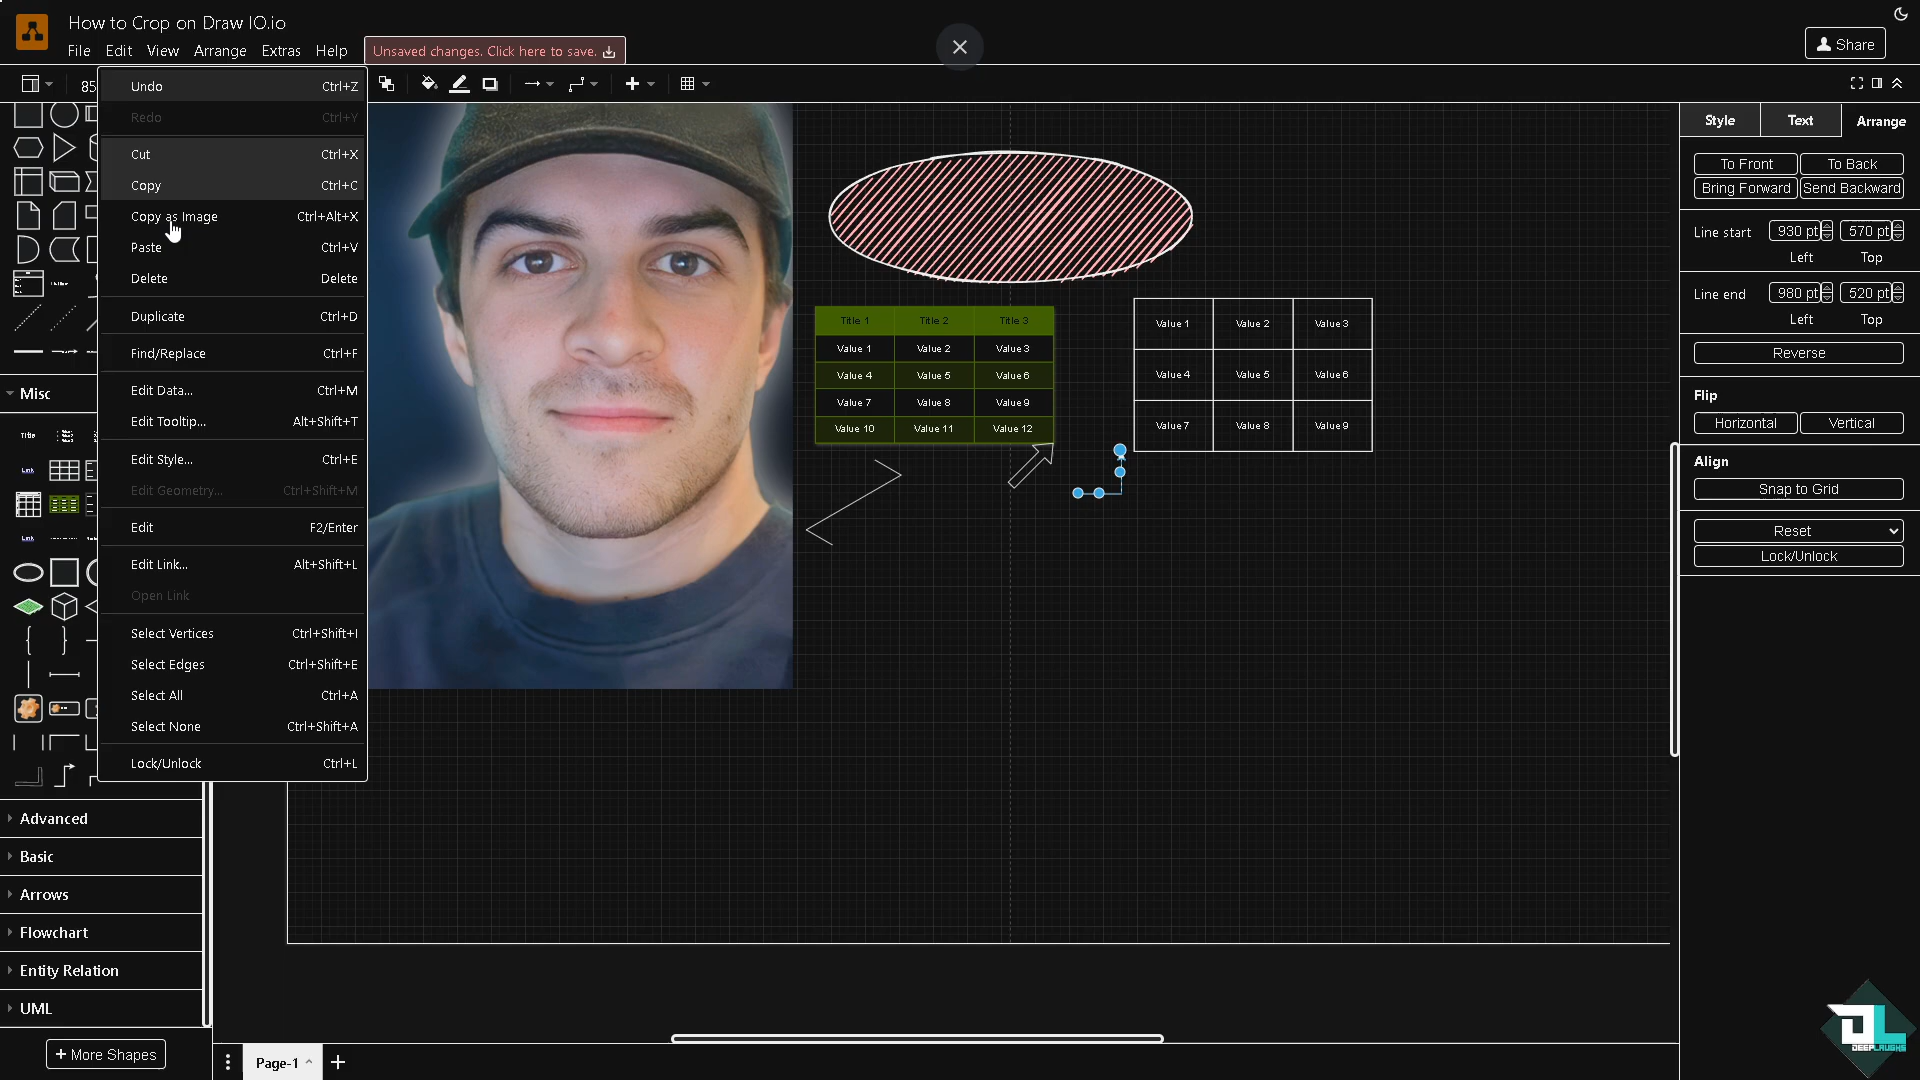 How to Crop on Draw IO.io
File Edit View Arrange Extras Help
Unsaved changes. Click here to save.
Share
85
Undo Ctrl+Z
Redo Ctrl+Y
Cut Ctrl+X
Copy Ctrl+C
Copy as Image Ctrl+Alt+X
Paste Ctrl+V
Delete Delete
Duplicate Ctrl+D
Find/Replace Ctrl+F
Edit Data... Ctrl+M
Edit Tooltip... Alt+Shift+T
Edit Style... Ctrl+E
Edit Geometry... Ctrl+Shift+M
Edit F2/Enter
Edit Link... Alt+Shift+L
Open Link
Select Vertices Ctrl+Shift+I
Select Edges Ctrl+Shift+E
Select All Ctrl+A
Select None Ctrl+Shift+A
Lock/Unlock Ctrl+L
Misc
Title
Link
Link
Advanced
Basic
Arrows
Flowchart
Entity Relation
UML
+ More Shapes
Title 1 Title 2 Title 3
Value 1 Value 2 Value 3
Value 4 Value 5 Value 6
Value 7 Value 8 Value 9
Value 10 Value 11 Value 12
Value 1 Value 2 Value 3
Value 4 Value 5 Value 6
Value 7 Value 8 Value 9
Style Text Arrange
To Front To Back
Bring Forward Send Backward
Line start 930 pt 570 pt
Left Top
Line end 980 pt 520 pt
Left Top
Reverse
Flip
Horizontal Vertical
Align
Snap to Grid
Reset
Lock/Unlock
Page-1
DL
DEEPLAUGHS